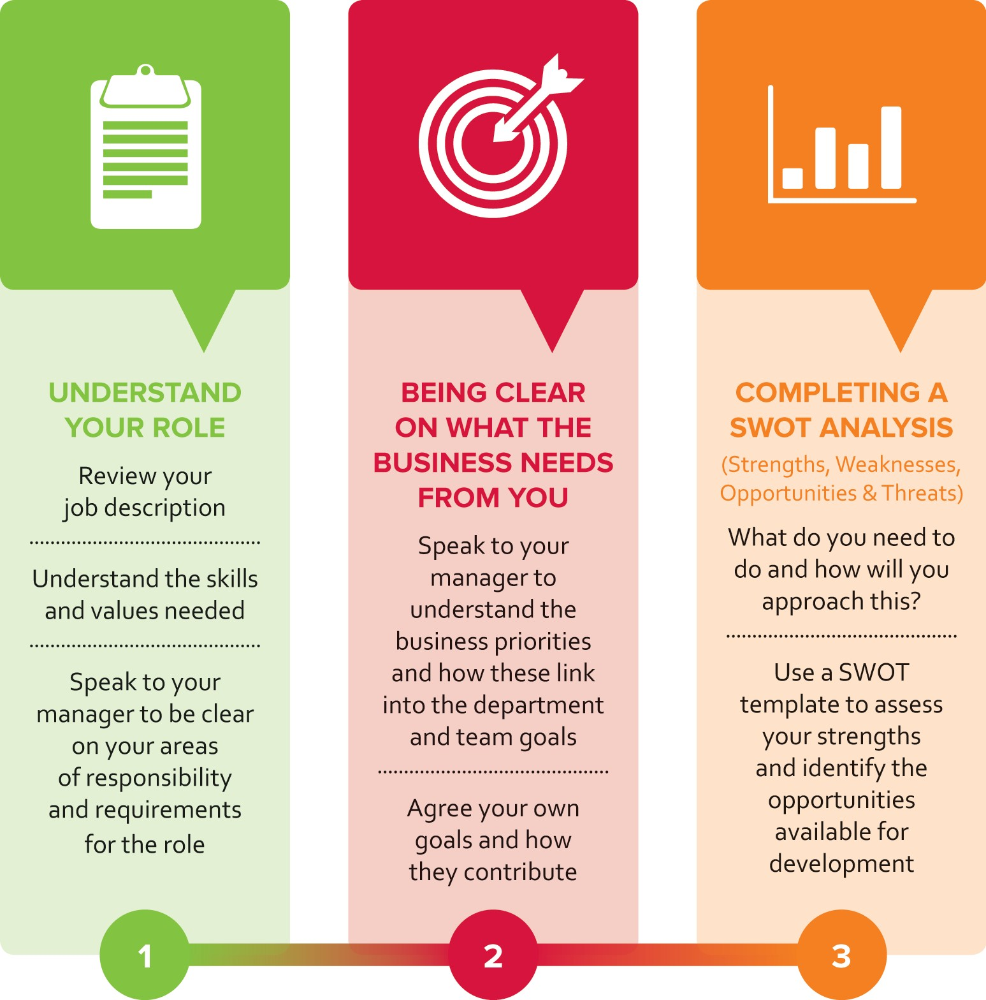 UNDERSTAND
YOUR ROLE
Review your
job description
Understand the skills
and values needed
Speak to your
manager to be clear
on your areas
of responsibility
and requirements
for the role
1
BEING CLEAR
ON WHAT THE
BUSINESS NEEDS
FROM YOU
Speak to your
manager to
understand the
business priorities
and how these link
into the department
and team goals
Agree your own
goals and how
they contribute
2
COMPLETING A
SWOT ANALYSIS
(Strengths, Weaknesses,
Opportunities & Threats)
What do you need to
do and how will you
approach this?
Use a SWOT
template to assess
your strengths
and identify the
opportunities
available for
development
3